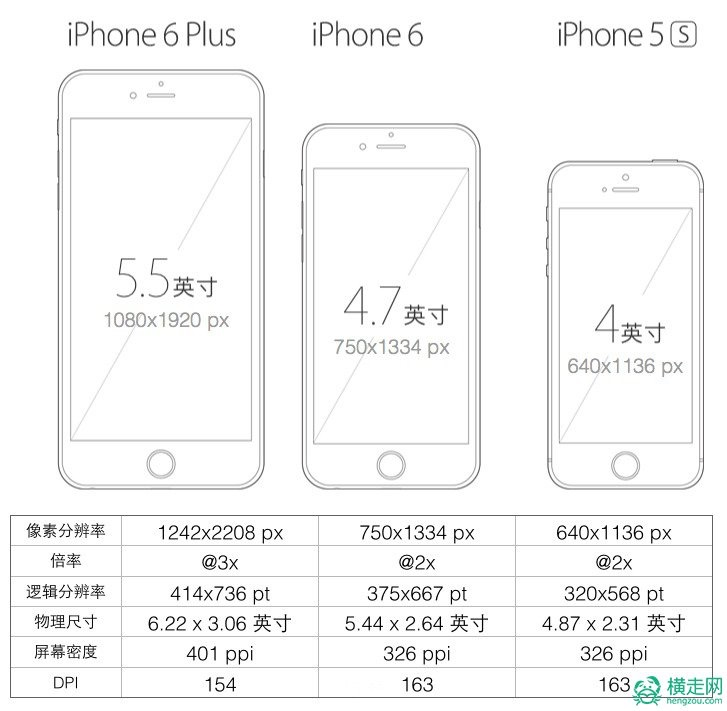 iPhone 6 Plus
iPhone 6
iPhone 5 S
5.5英寸
1080x1920 px
4.7英寸
750x1334 px
4英寸
640x1136 px
像素分辨率 1242x2208 px 750x1334 px 640x1136 px
倍率 @3x @2x @2x
逻辑分辨率 414x736 pt 375x667 pt 320x568 pt
物理尺寸 6.22 x 3.06 英寸 5.44 x 2.64 英寸 4.87 x 2.31 英寸
屏幕密度 401 ppi 326 ppi 326 ppi
DPI 154 163 163
横走网
hengzou.com